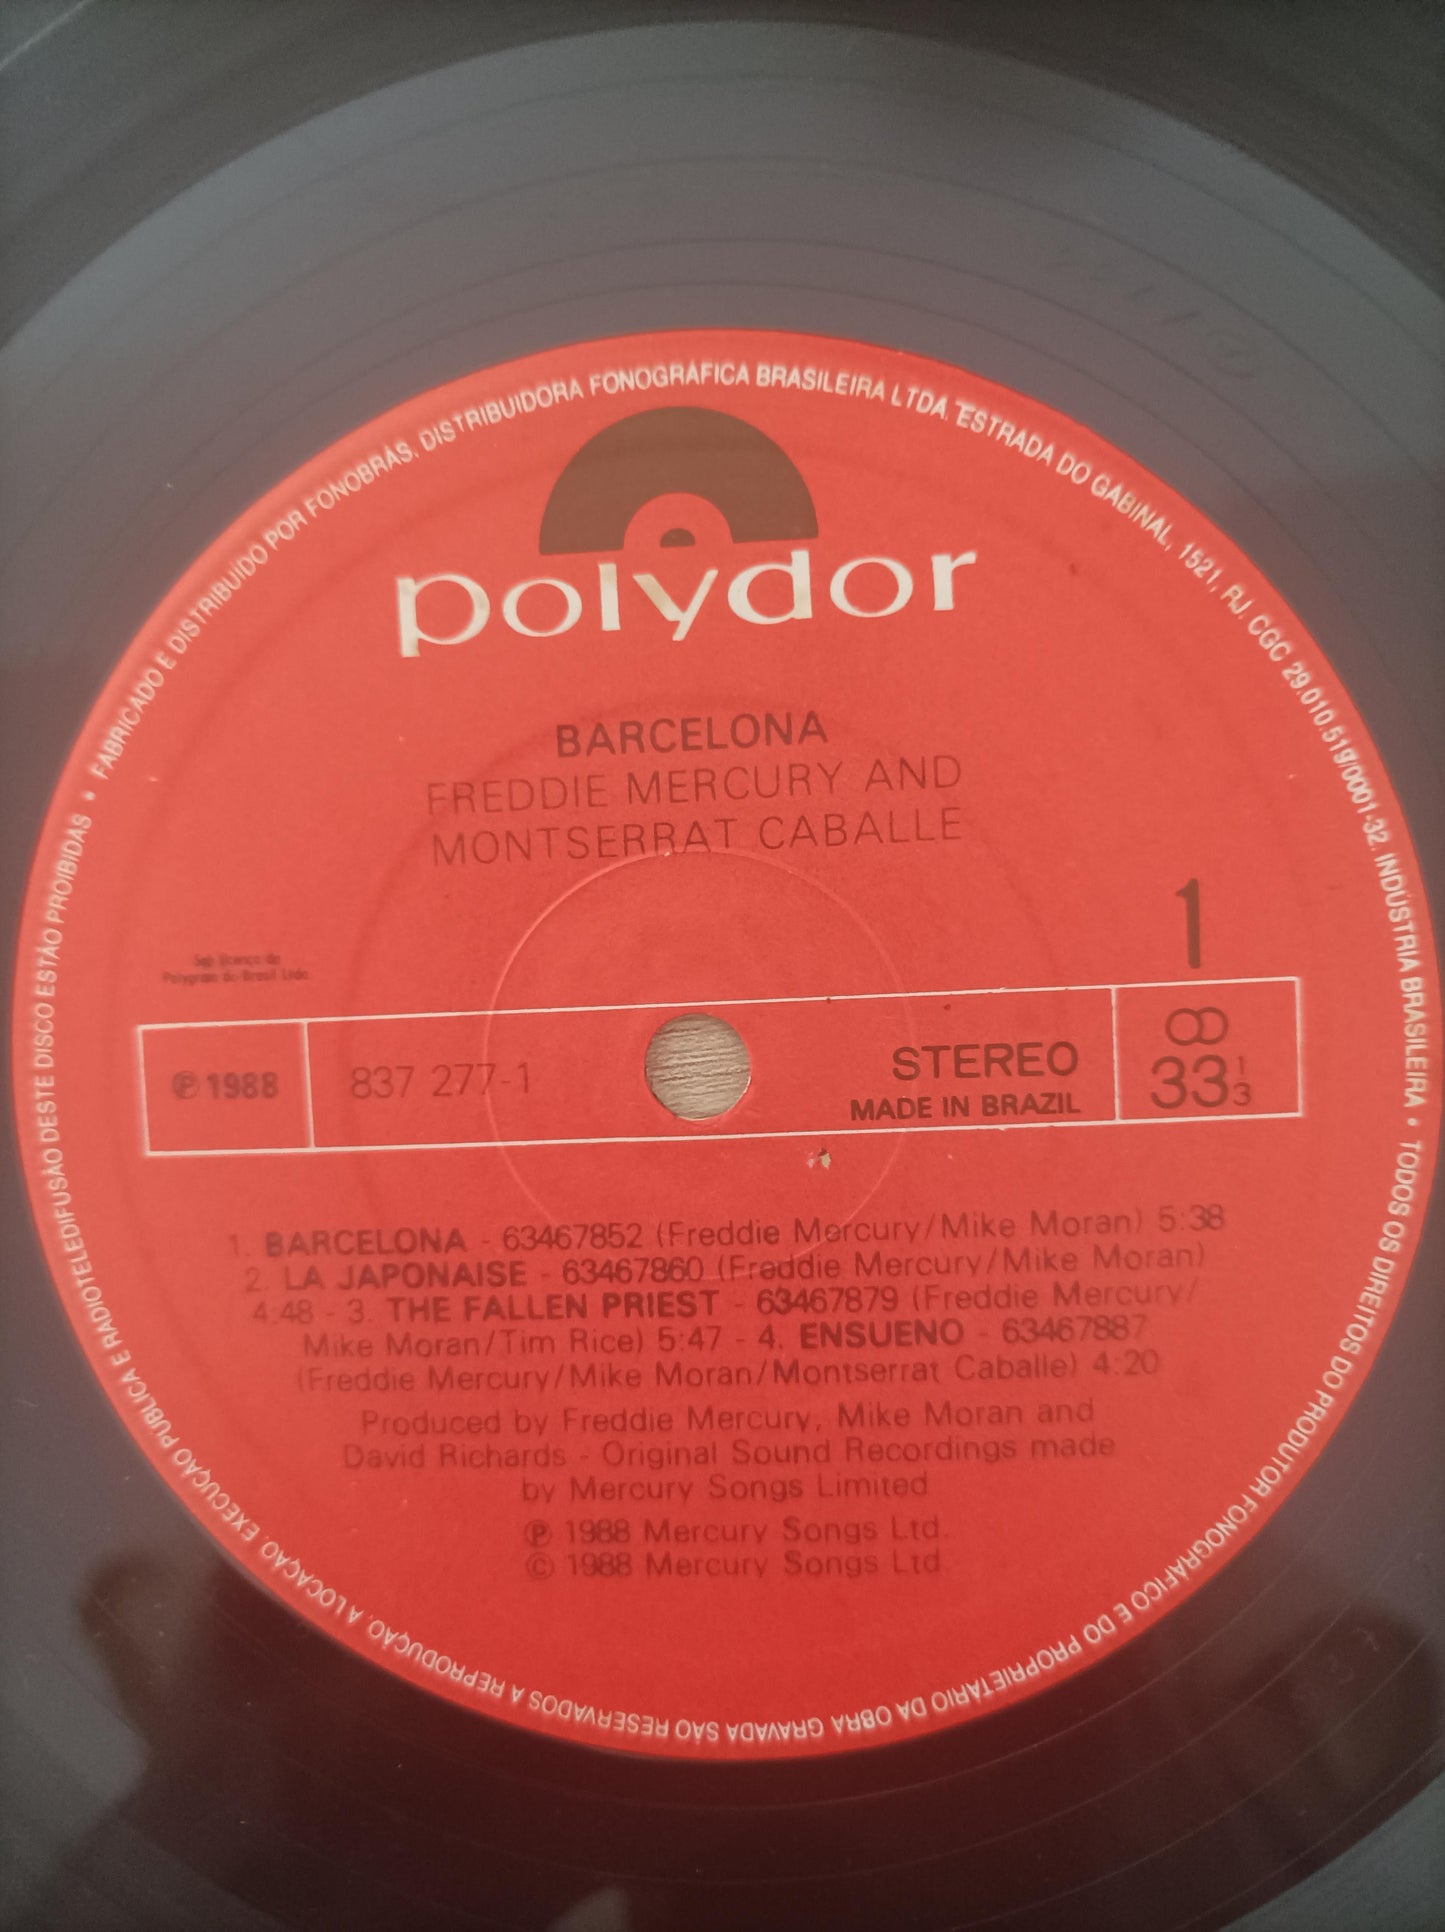 • FABRICADO E DISTRIBUIDO POR FONOBRÁS, DISTRIBUIDORA FONOGRÁFICA BRASILEIRA LTDA. ESTRADA DO GABINAL, 1521, RJ. CGC 29.010.519/0001-32. INDÚSTRIA BRASILEIRA • TODOS OS DIREITOS DO PRODUTOR FONOGRÁFICO E DO PROPRIETÁRIO DA OBRA GRAVADA SÃO RESERVADOS A REPRODUÇÃO, A LOCAÇÃO, EXECUÇÃO PÚBLICA E RADIOTELEDIFUSÃO DESTE DISCO ESTÃO PROIBIDAS
polydor
BARCELONA
FREDDIE MERCURY AND
MONTSERRAT CABALLE
1
Sob licença da
Polygram do Brasil Ltda.
℗ 1988
837 277-1
STEREO
MADE IN BRAZIL
33 1/3
1. BARCELONA - 63467852 (Freddie Mercury/Mike Moran) 5:38
2. LA JAPONAISE - 63467860 (Freddie Mercury/Mike Moran)
4:48 - 3. THE FALLEN PRIEST - 63467879 (Freddie Mercury/
Mike Moran/Tim Rice) 5:47 - 4. ENSUENO - 63467887
(Freddie Mercury/Mike Moran/Montserrat Caballe) 4:20
Produced by Freddie Mercury, Mike Moran and
David Richards - Original Sound Recordings made
by Mercury Songs Limited
℗ 1988 Mercury Songs Ltd.
© 1988 Mercury Songs Ltd